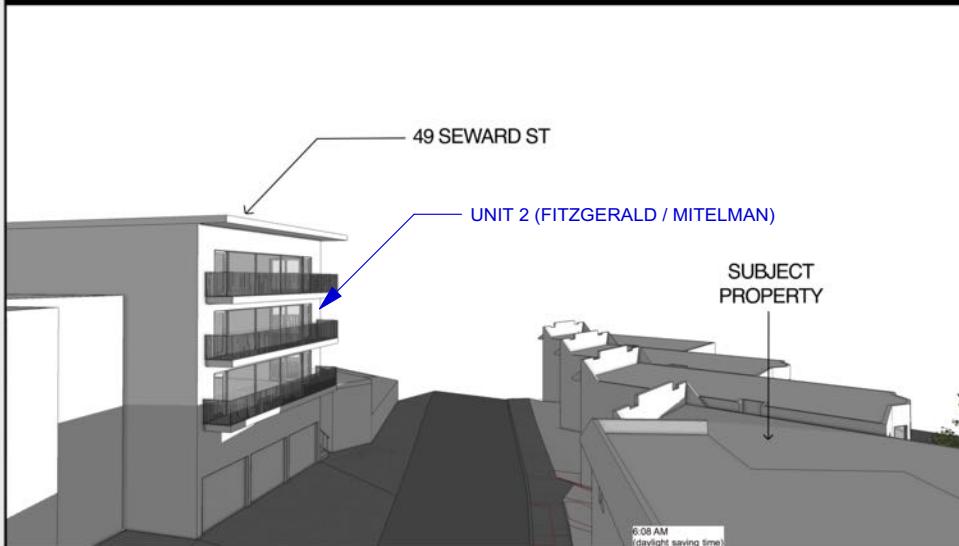 49 SEWARD ST
UNIT 2 (FITZGERALD / MITELMAN)
SUBJECT
PROPERTY
6:08 AM
(daylight saving time)